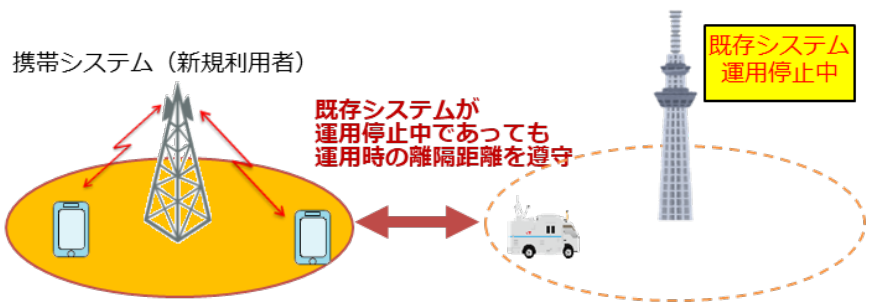 携帯システム（新規利用者）
既存システムが
運用停止中であっても
運用時の離隔距離を遵守
既存システム
運用停止中